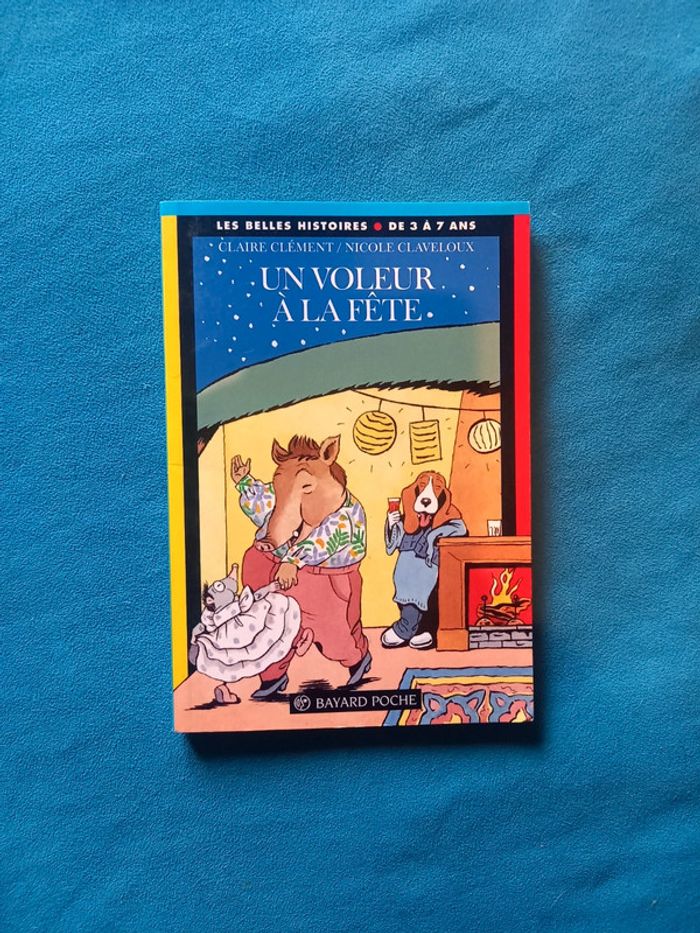 LES BELLES HISTOIRES • DE 3 À 7 ANS
CLAIRE CLÉMENT / NICOLE CLAVELOUX
UN VOLEUR
À LA FÊTE
BAYARD POCHE